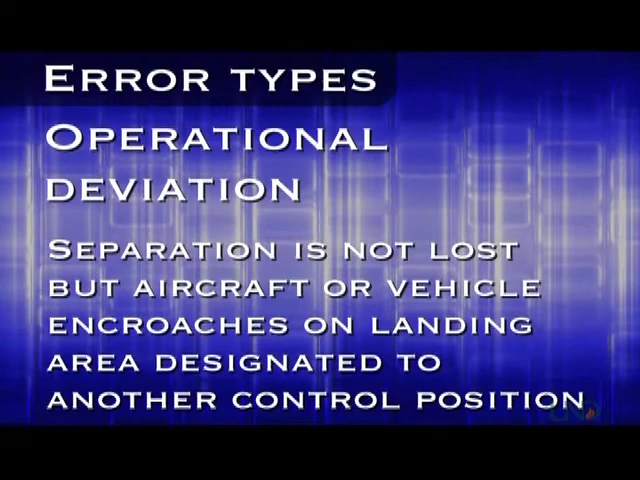 Error types
Operational
deviation
Separation is not lost
but aircraft or vehicle
encroaches on landing
area designated to
another control position
UND